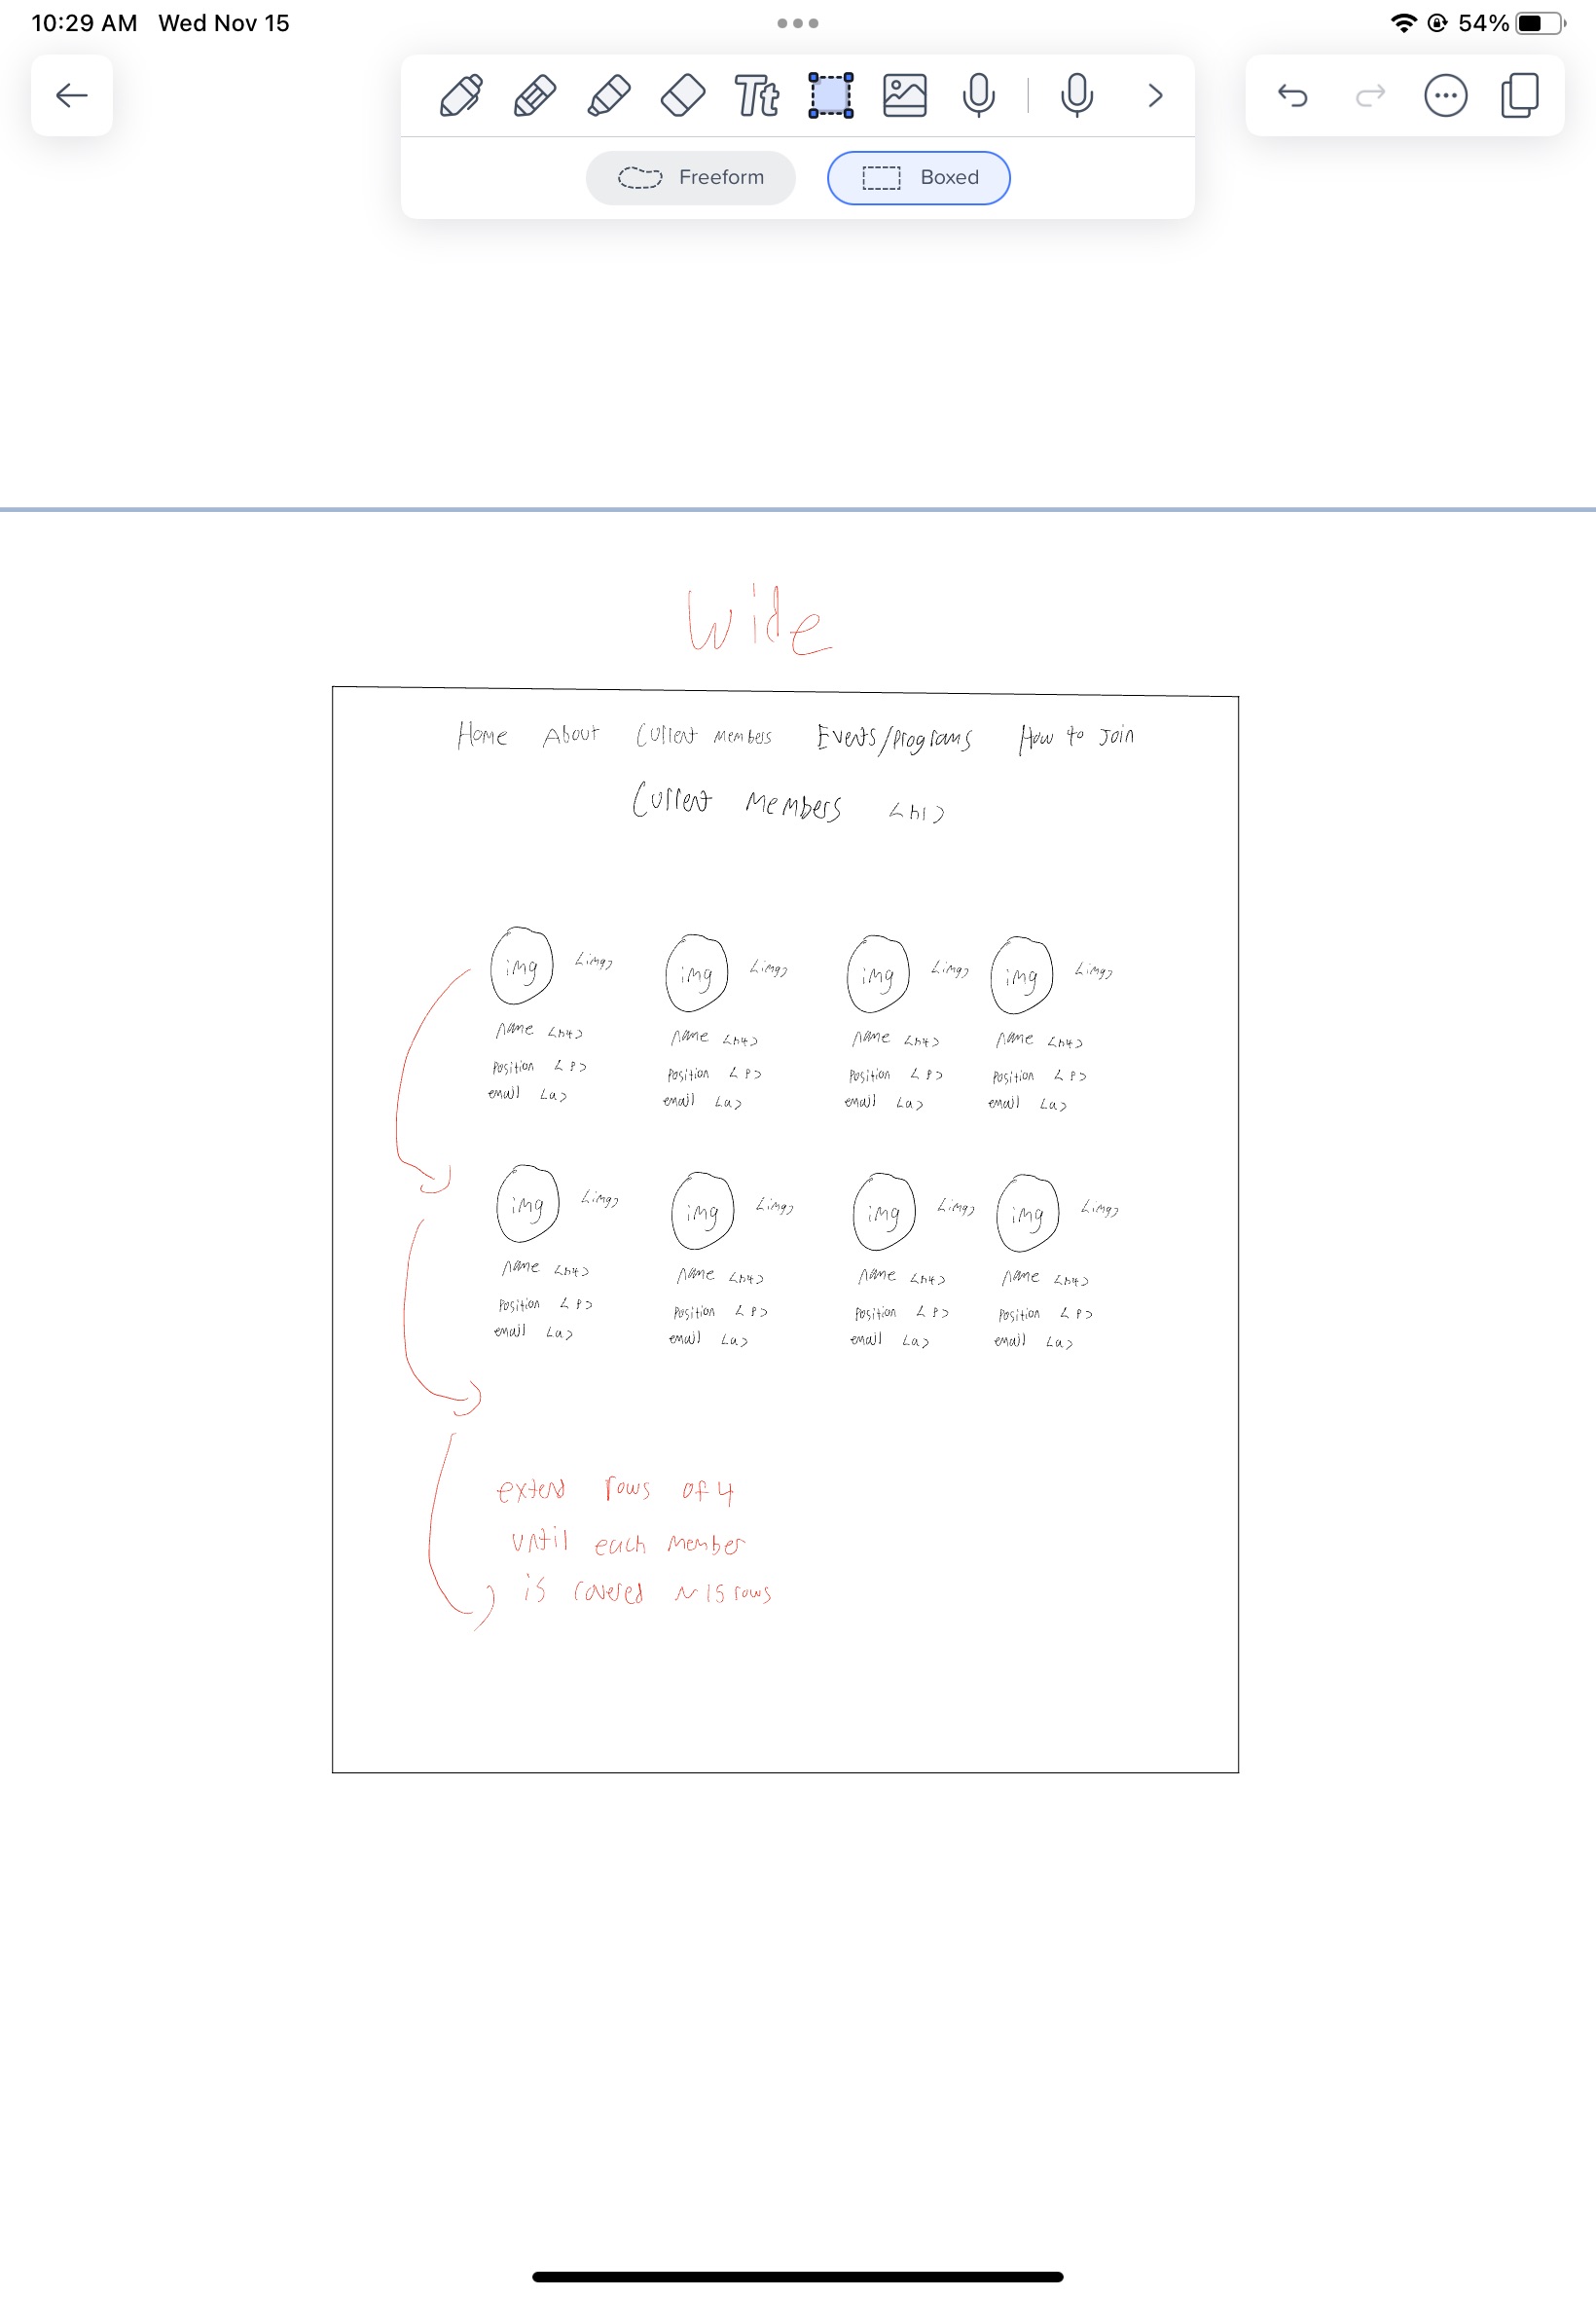 10:29 AM Wed Nov 15 54%
Tt
Freeform Boxed
Wide
Home About Current Members Events/Programs How to Join
Current Members <h1>
img <img> img <img> img <img> img <img>
name <h4> name <h4> name <h4> name <h4>
Position <P> Position <P> Position <P> Position <P>
email <a> email <a> email <a> email <a>
img <img> img <img> img <img> img <img>
name <h4> name <h4> name <h4> name <h4>
Position <P> Position <P> Position <P> Position <P>
email <a> email <a> email <a> email <a>
extend rows of 4
until each member
is covered ~ 15 rows